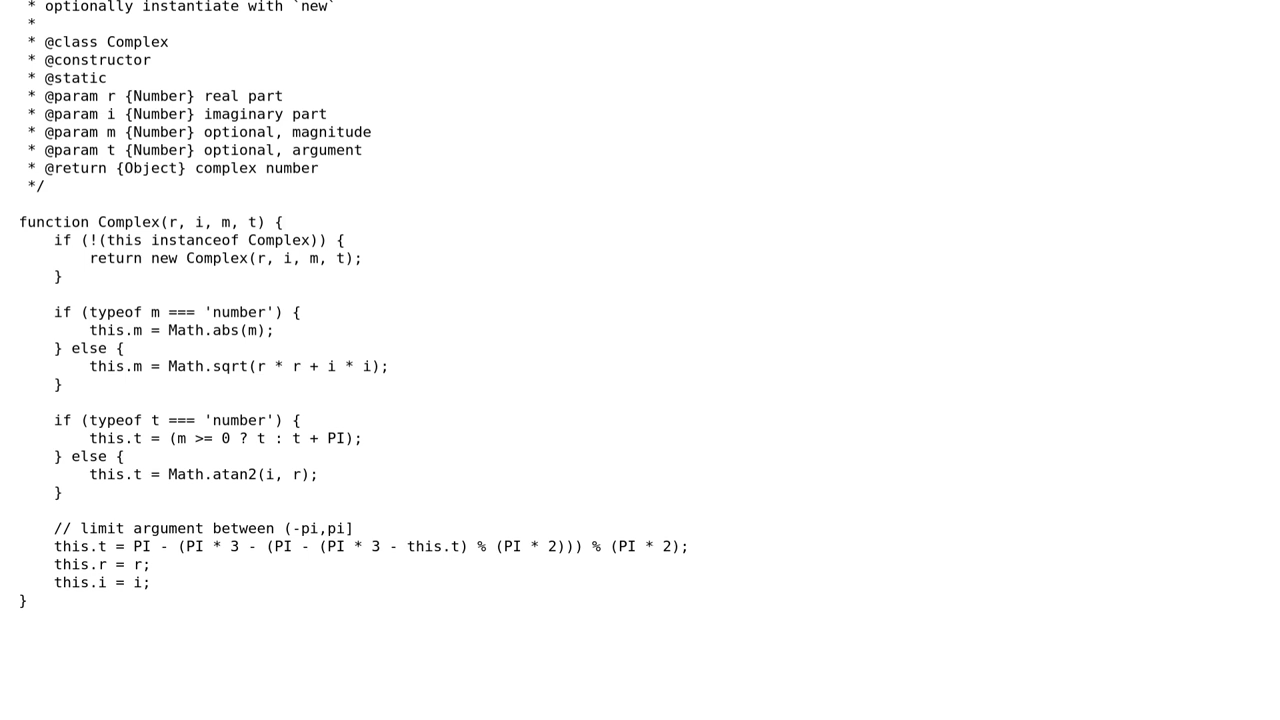 * optionally instantiate with `new`
 *
 * @class Complex
 * @constructor
 * @static
 * @param r {Number} real part
 * @param i {Number} imaginary part
 * @param m {Number} optional, magnitude
 * @param t {Number} optional, argument
 * @return {Object} complex number
 */

function Complex(r, i, m, t) {
    if (!(this instanceof Complex)) {
        return new Complex(r, i, m, t);
    }

    if (typeof m === 'number') {
        this.m = Math.abs(m);
    } else {
        this.m = Math.sqrt(r * r + i * i);
    }

    if (typeof t === 'number') {
        this.t = (m >= 0 ? t : t + PI);
    } else {
        this.t = Math.atan2(i, r);
    }

    // limit argument between (-pi,pi]
    this.t = PI - (PI * 3 - (PI - (PI * 3 - this.t) % (PI * 2))) % (PI * 2);
    this.r = r;
    this.i = i;
}